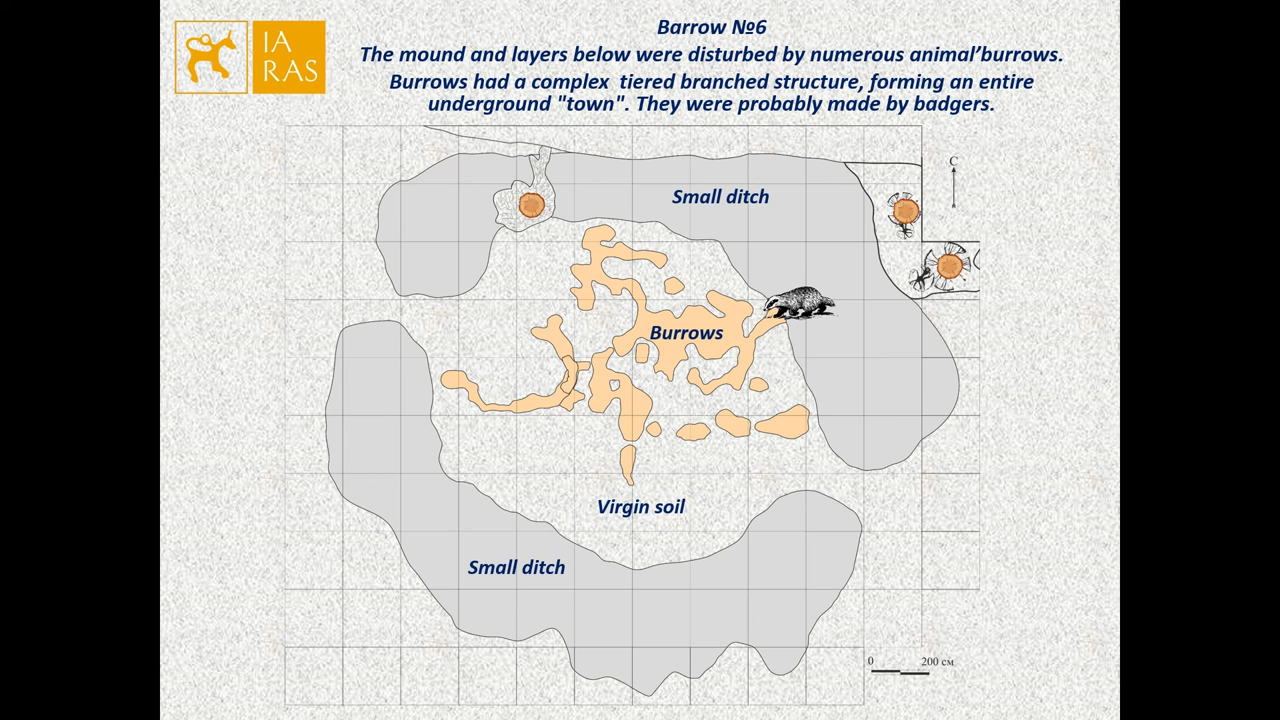 IA
RAS
Barrow №6
The mound and layers below were disturbed by numerous animal’burrows.
Burrows had a complex tiered branched structure, forming an entire
underground "town". They were probably made by badgers.
С
Small ditch
Burrows
Virgin soil
Small ditch
0 200 см